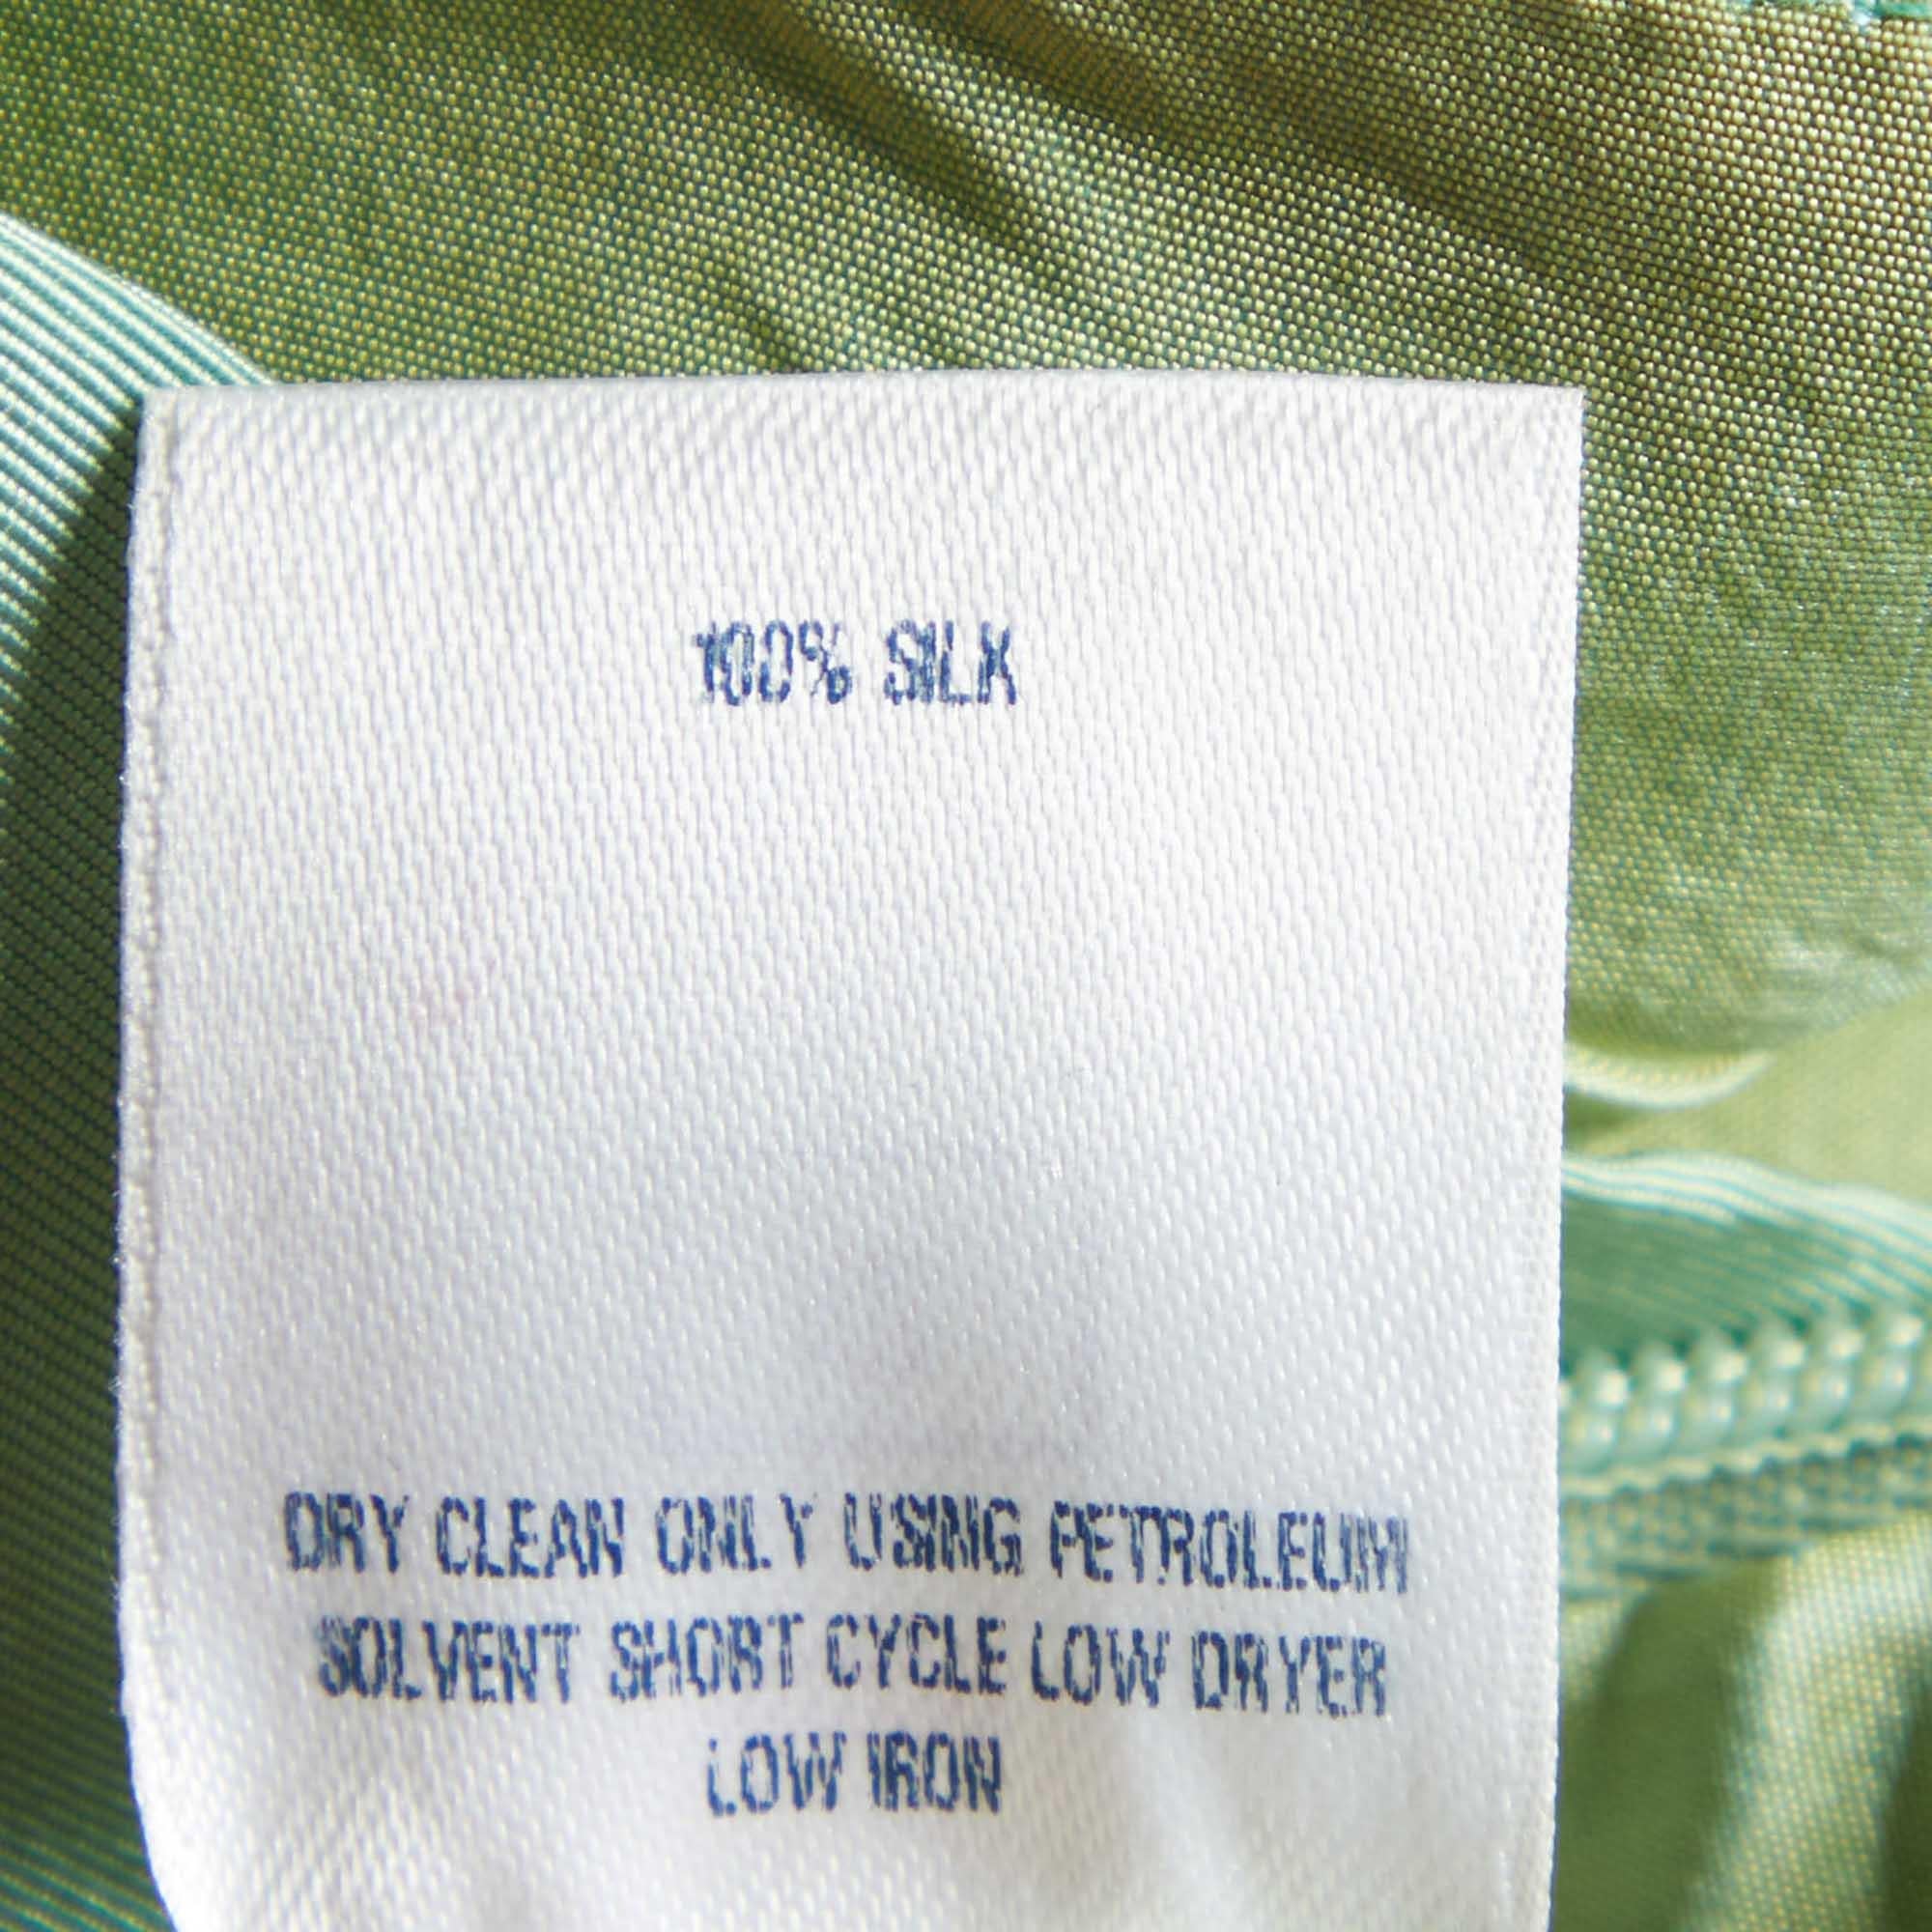 100% SILK
DRY CLEAN ONLY USING PETROLEUM
SOLVENT SHORT CYCLE LOW DRYER
LOW IRON